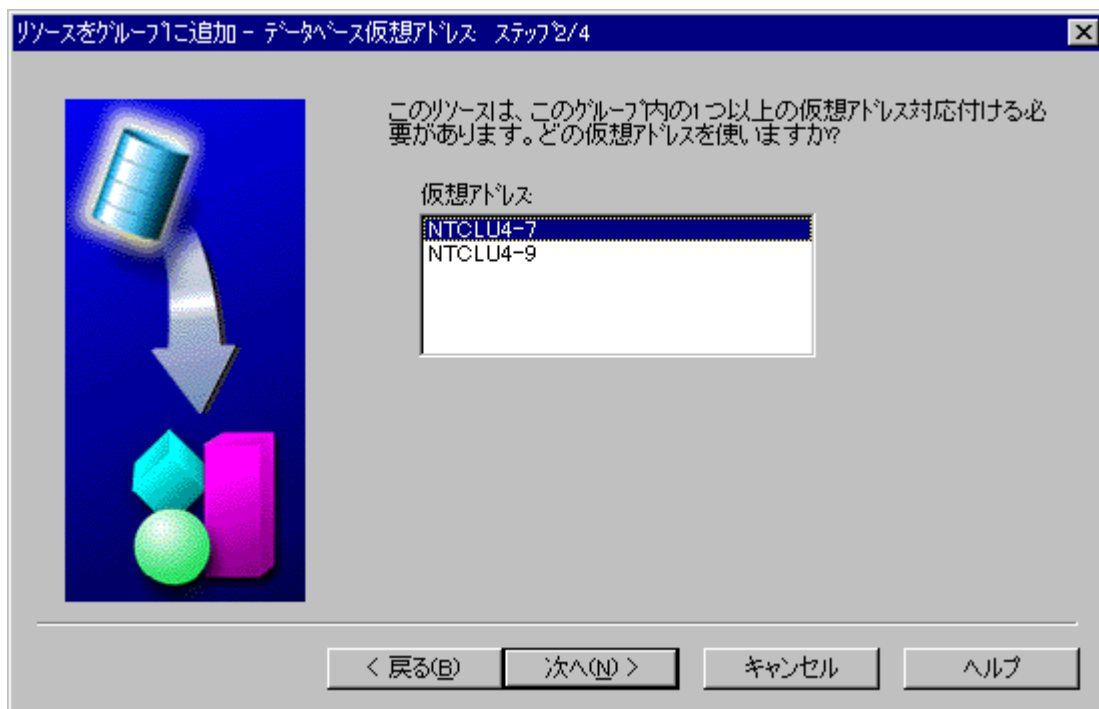 リソースをグループに追加 - データベース仮想アドレス ステップ2/4
このリソースは、このグループ内の1つ以上の仮想アドレス対応付ける必
要があります。どの仮想アドレスを使いますか?
仮想アドレス
NTCLU4-7
NTCLU4-9
< 戻る(B) 次へ(N) > キャンセル ヘルプ